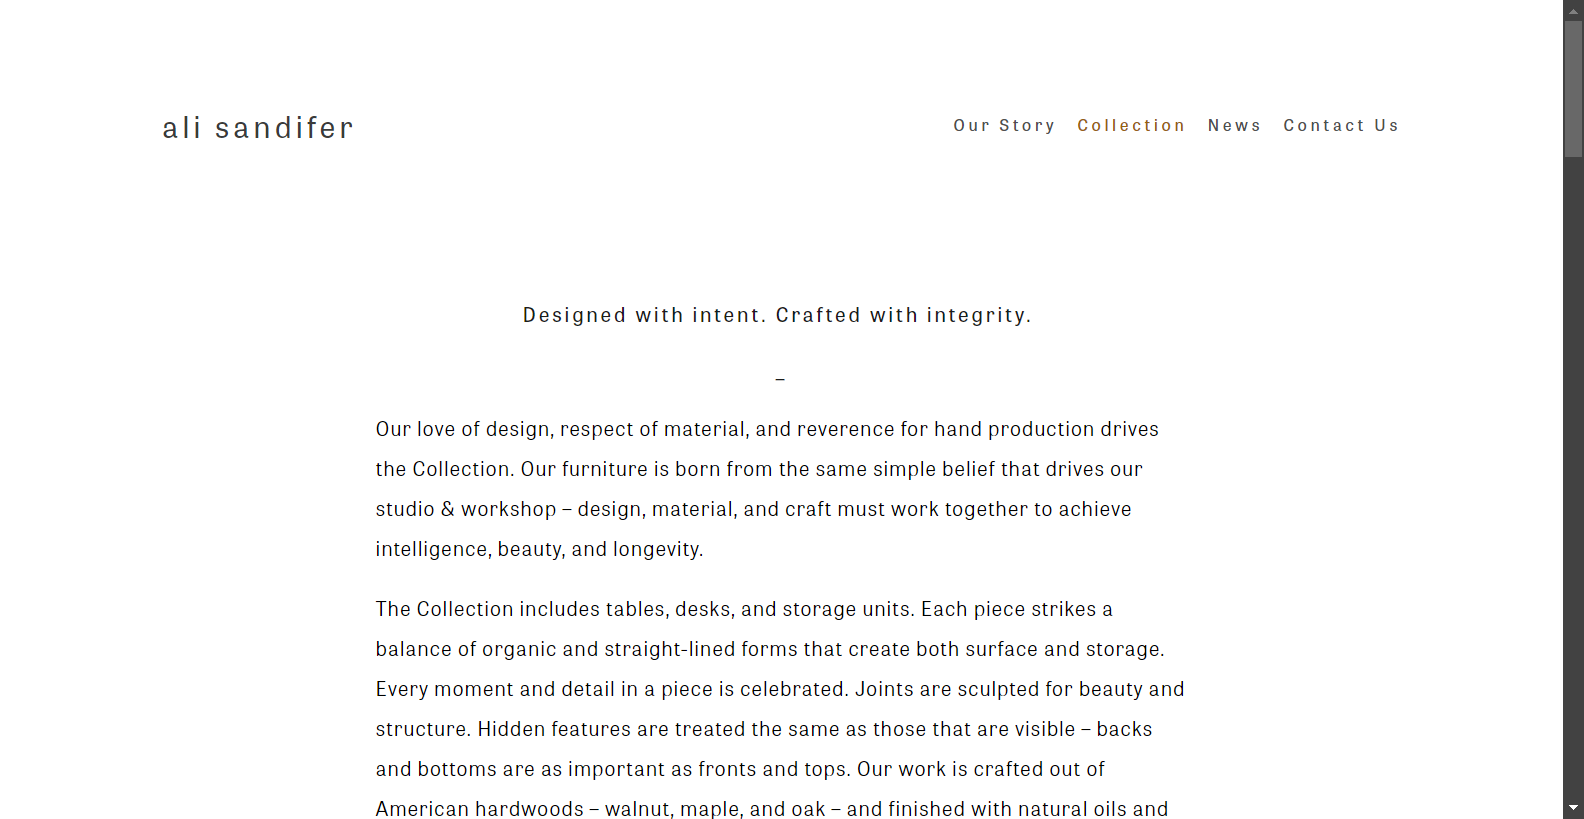 ali sandifer
Our Story Collection News Contact Us
Designed with intent. Crafted with integrity.
–
Our love of design, respect of material, and reverence for hand production drives
the Collection. Our furniture is born from the same simple belief that drives our
studio & workshop – design, material, and craft must work together to achieve
intelligence, beauty, and longevity.
The Collection includes tables, desks, and storage units. Each piece strikes a
balance of organic and straight-lined forms that create both surface and storage.
Every moment and detail in a piece is celebrated. Joints are sculpted for beauty and
structure. Hidden features are treated the same as those that are visible – backs
and bottoms are as important as fronts and tops. Our work is crafted out of
American hardwoods – walnut, maple, and oak – and finished with natural oils and